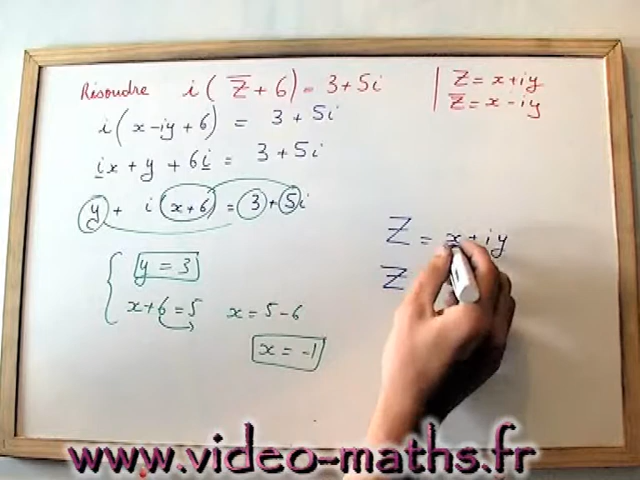 Résoudre i( Z̅ + 6) = 3+5i
Z = x+iy
Z̅ = x-iy
i(x-iy+6) = 3 + 5i
ix + y + 6i = 3 + 5i
y + i (x+6) = 3 + 5i
y = 3
x+6 = 5 x = 5-6
x = -1
Z = x+iy
Z
www.video-maths.fr